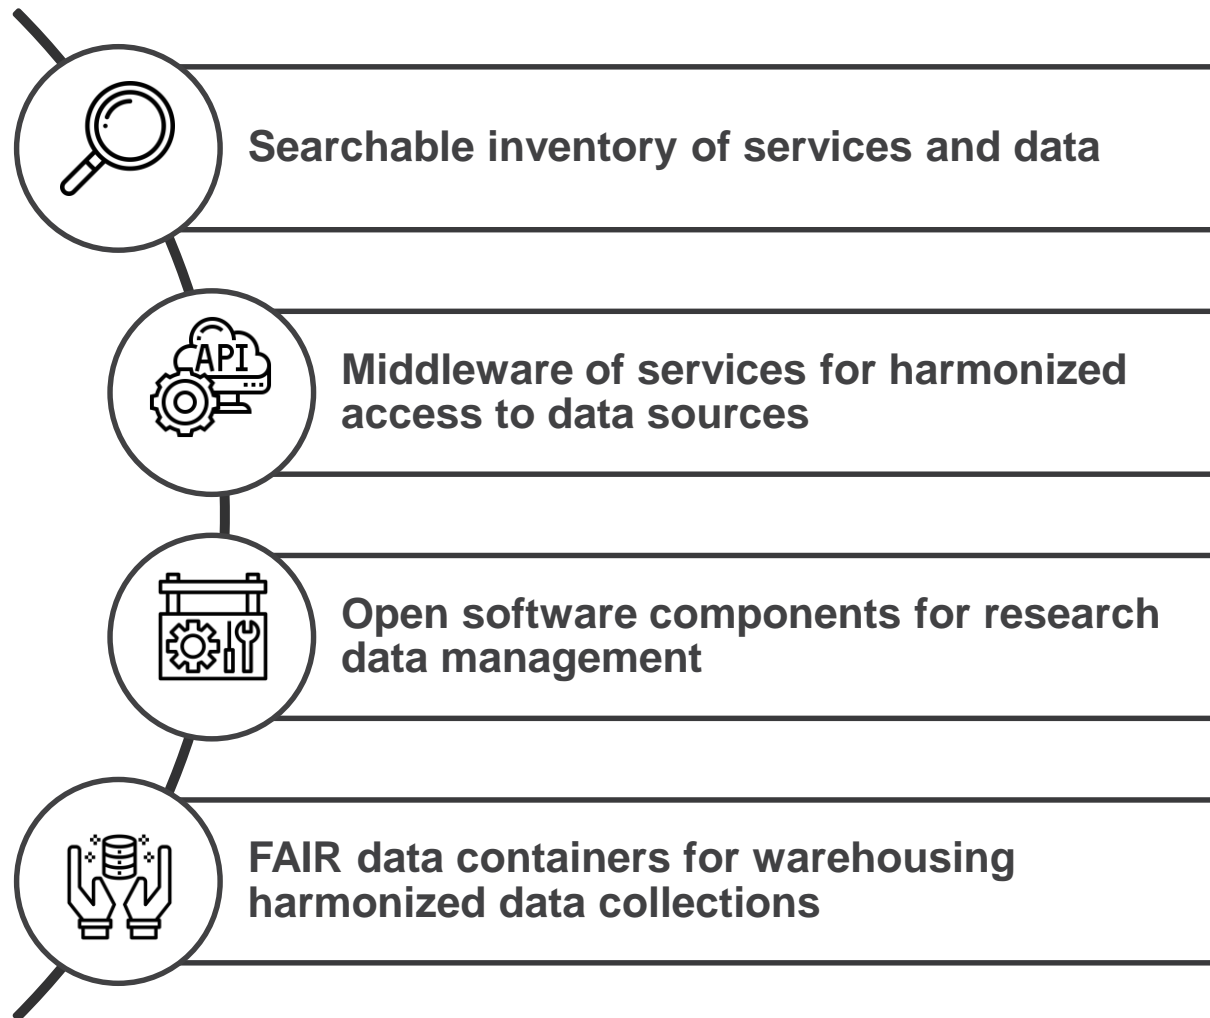 Searchable inventory of services and data
API
Middleware of services for harmonized
access to data sources
Open software components for research
data management
FAIR data containers for warehousing
harmonized data collections